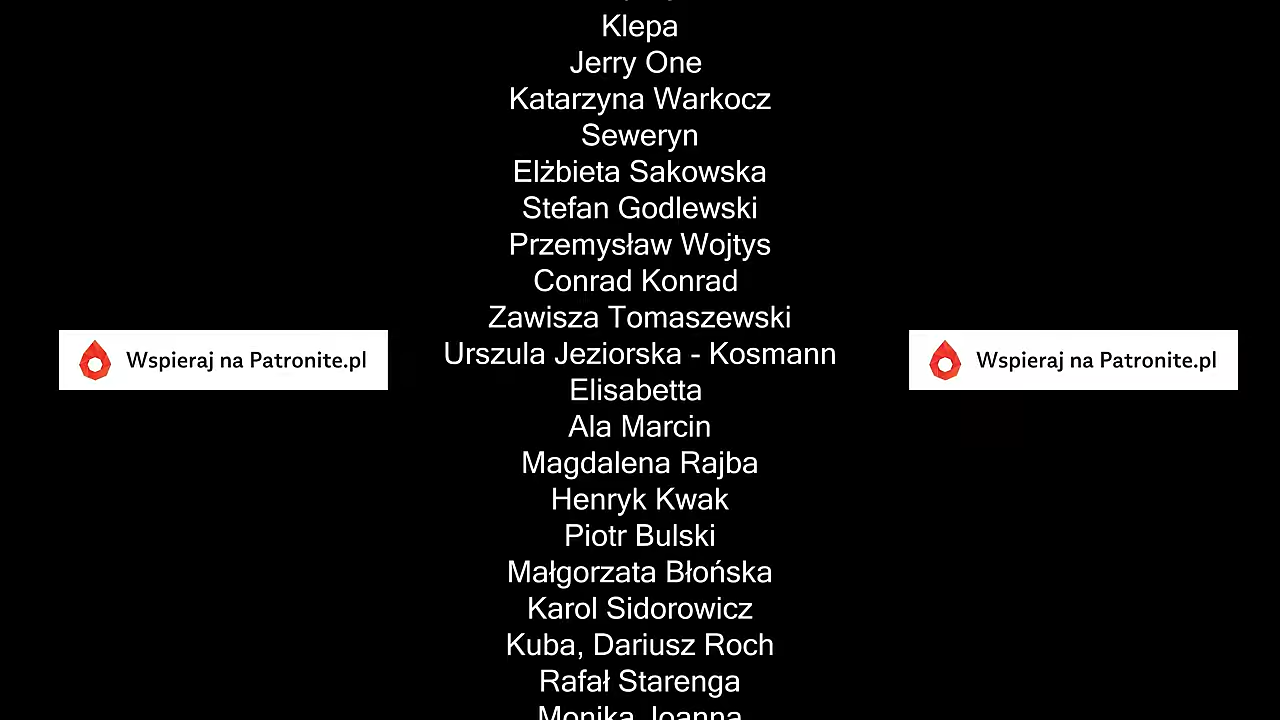 Klepa
Jerry One
Katarzyna Warkocz
Seweryn
Elżbieta Sakowska
Stefan Godlewski
Przemysław Wojtys
Conrad Konrad
Zawisza Tomaszewski
Wspieraj na Patronite.pl
Urszula Jeziorska - Kosmann
Wspieraj na Patronite.pl
Elisabetta
Ala Marcin
Magdalena Rajba
Henryk Kwak
Piotr Bulski
Małgorzata Błońska
Karol Sidorowicz
Kuba, Dariusz Roch
Rafał Starenga
Monika Joanna